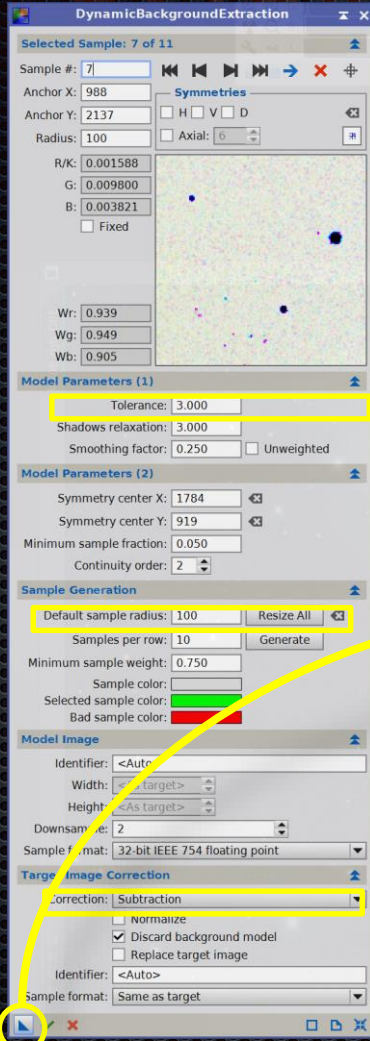 DynamicBackgroundExtraction
Selected Sample: 7 of 11
Sample #: 7
Anchor X: 988
Symmetries
Anchor Y: 2137
H V D
Radius: 100
Axial: 6
R/K: 0.001588
G: 0.009800
B: 0.003821
Fixed
Wr: 0.939
Wg: 0.949
Wb: 0.905
Model Parameters (1)
Tolerance: 3.000
Shadows relaxation: 3.000
Smoothing factor: 0.250 Unweighted
Model Parameters (2)
Symmetry center X: 1784
Symmetry center Y: 919
Minimum sample fraction: 0.050
Continuity order: 2
Sample Generation
Default sample radius: 100 Resize All
Samples per row: 10 Generate
Minimum sample weight: 0.750
Sample color:
Selected sample color:
Bad sample color:
Model Image
Identifier: <Auto>
Width: <As target>
Height: <As target>
Downsample: 2
Sample format: 32-bit IEEE 754 floating point
Target Image Correction
Correction: Subtraction
Normalize
Discard background model
Replace target image
Identifier: <Auto>
Sample format: Same as target